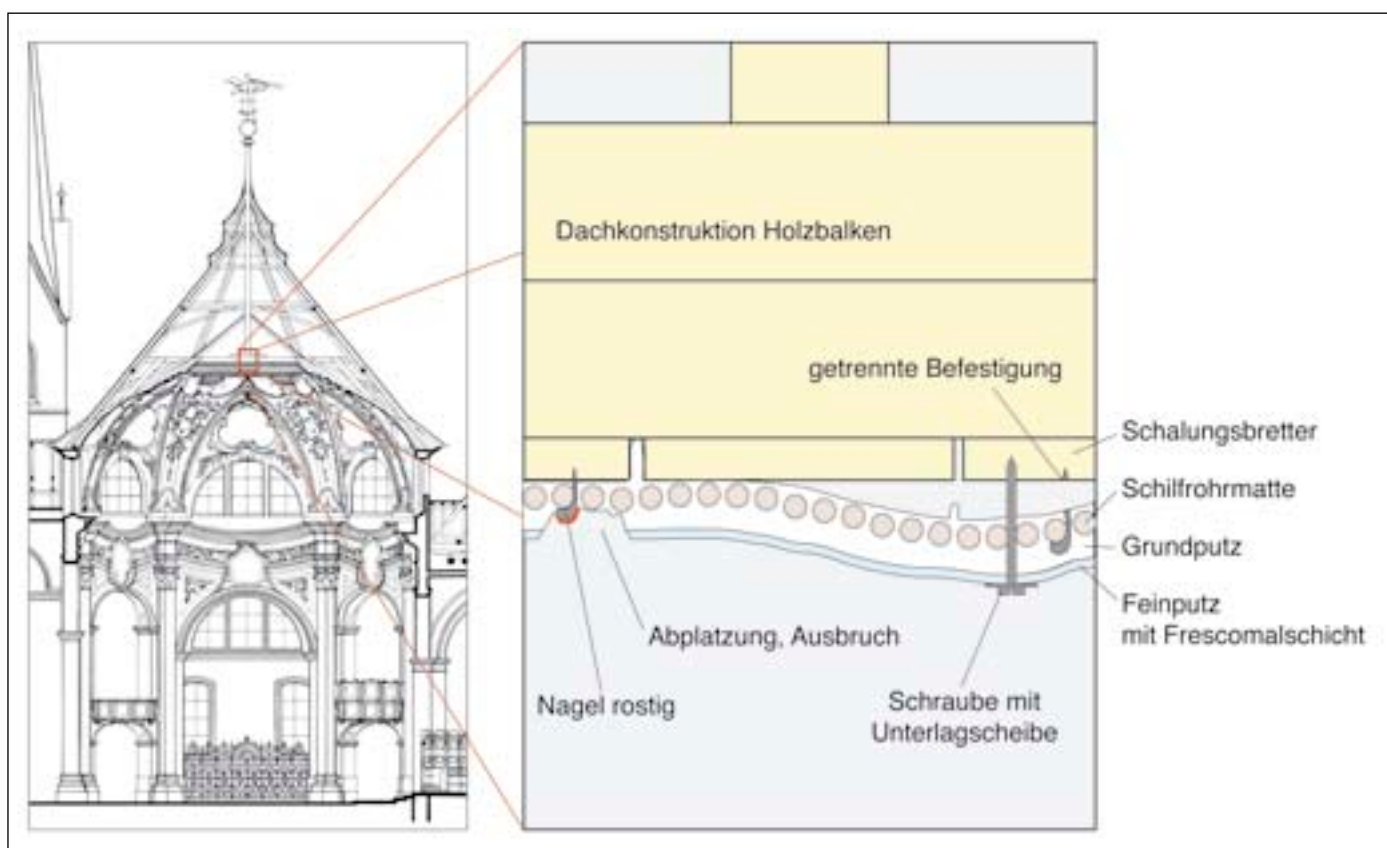 Dachkonstruktion Holzbalken
getrennte Befestigung
Schalungsbretter
Schilfrohrmatte
Grundputz
Feinputz
mit Frescomalschicht
Abplatzung, Ausbruch
Nagel rostig
Schraube mit
Unterlagscheibe